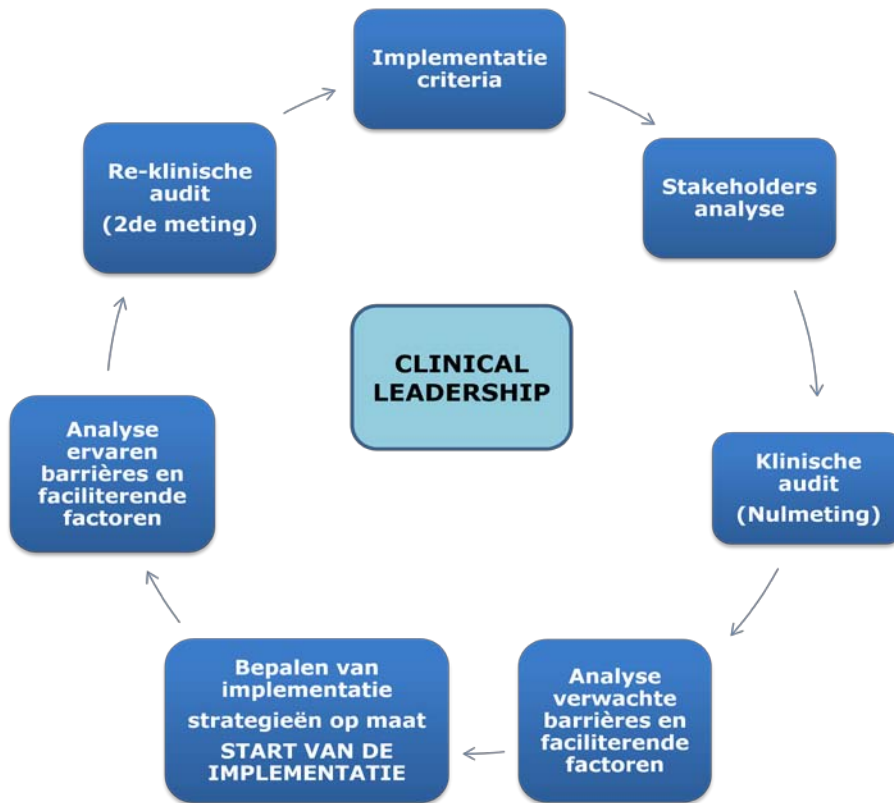 Implementatie
criteria
Stakeholders
analyse
Klinische
audit
(Nulmeting)
Analyse
verwachte
barrières en
faciliterende
factoren
Bepalen van
implementatie
strategieën op maat
START VAN DE
IMPLEMENTATIE
Analyse
ervaren
barrières en
faciliterende
factoren
Re-klinische
audit
(2de meting)
CLINICAL
LEADERSHIP